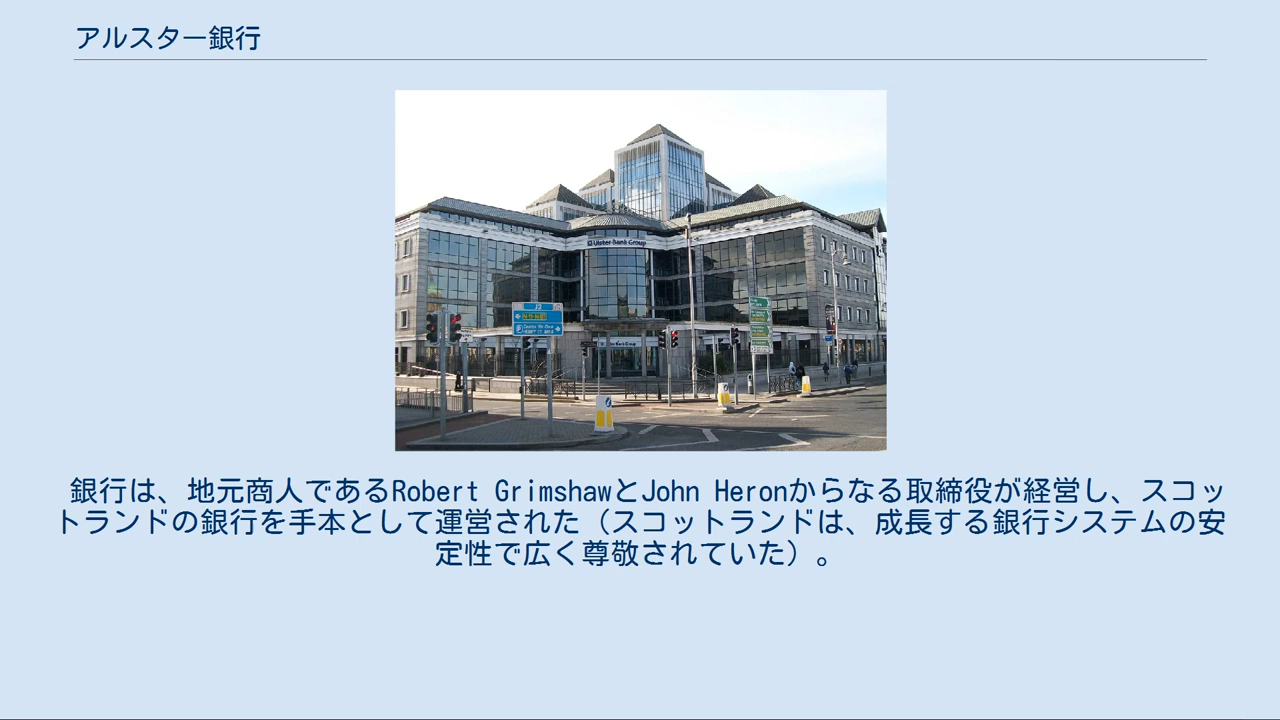 アルスター銀行
Ulster Bank Group
銀行は、地元商人であるRobert GrimshawとJohn Heronからなる取締役が経営し、スコッ
トランドの銀行を手本として運営された（スコットランドは、成長する銀行システムの安
定性で広く尊敬されていた）。